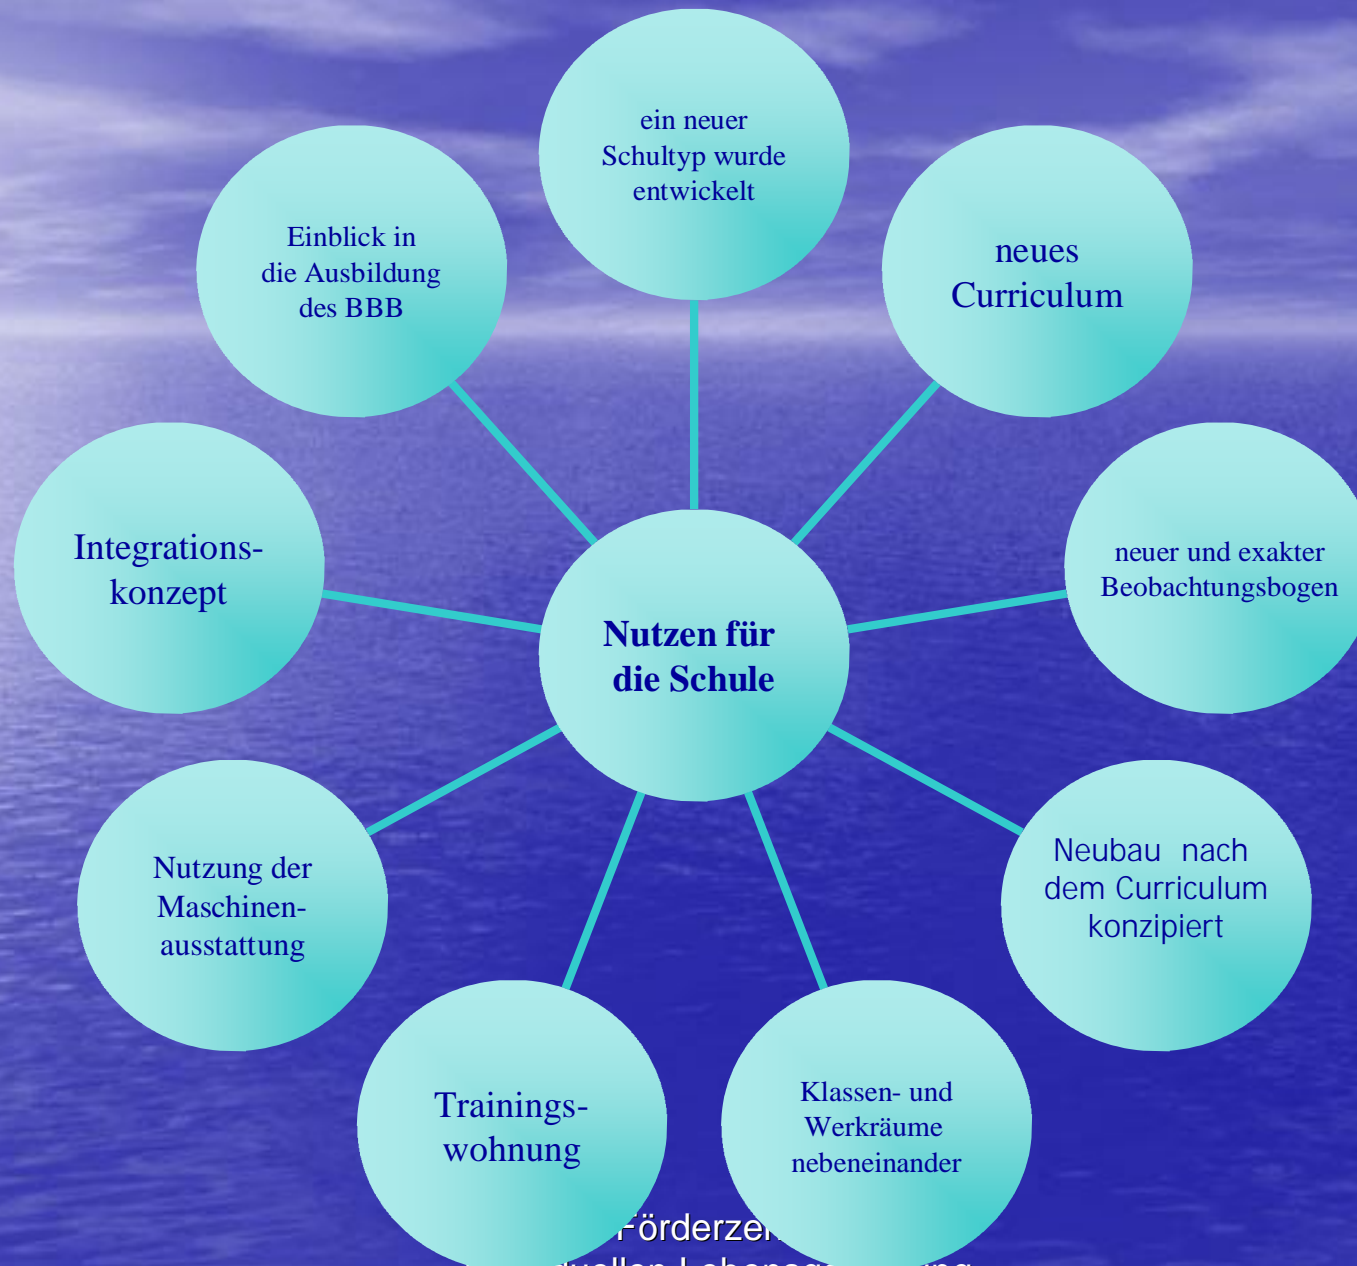 ein neuer
Schultyp wurde
entwickelt
neues
Curriculum
neuer und exakter
Beobachtungsbogen
Neubau nach
dem Curriculum
konzipiert
Klassen- und
Werkräume
nebeneinander
Trainings-
wohnung
Nutzung der
Maschinen-
ausstattung
Integrations-
konzept
Einblick in
die Ausbildung
des BBB
Nutzen für
die Schule